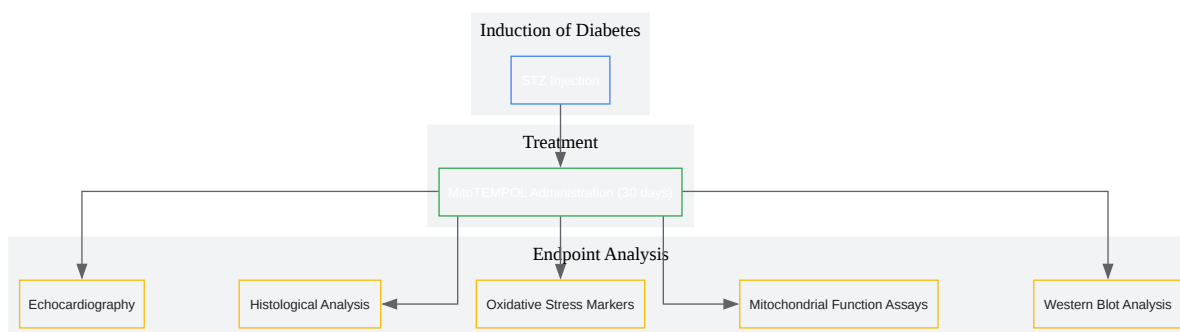 Induction of Diabetes
STZ Injection
Treatment
MitoTEMPOL Administration (30 days)
Endpoint Analysis
Echocardiography
Histological Analysis
Oxidative Stress Markers
Mitochondrial Function Assays
Western Blot Analysis